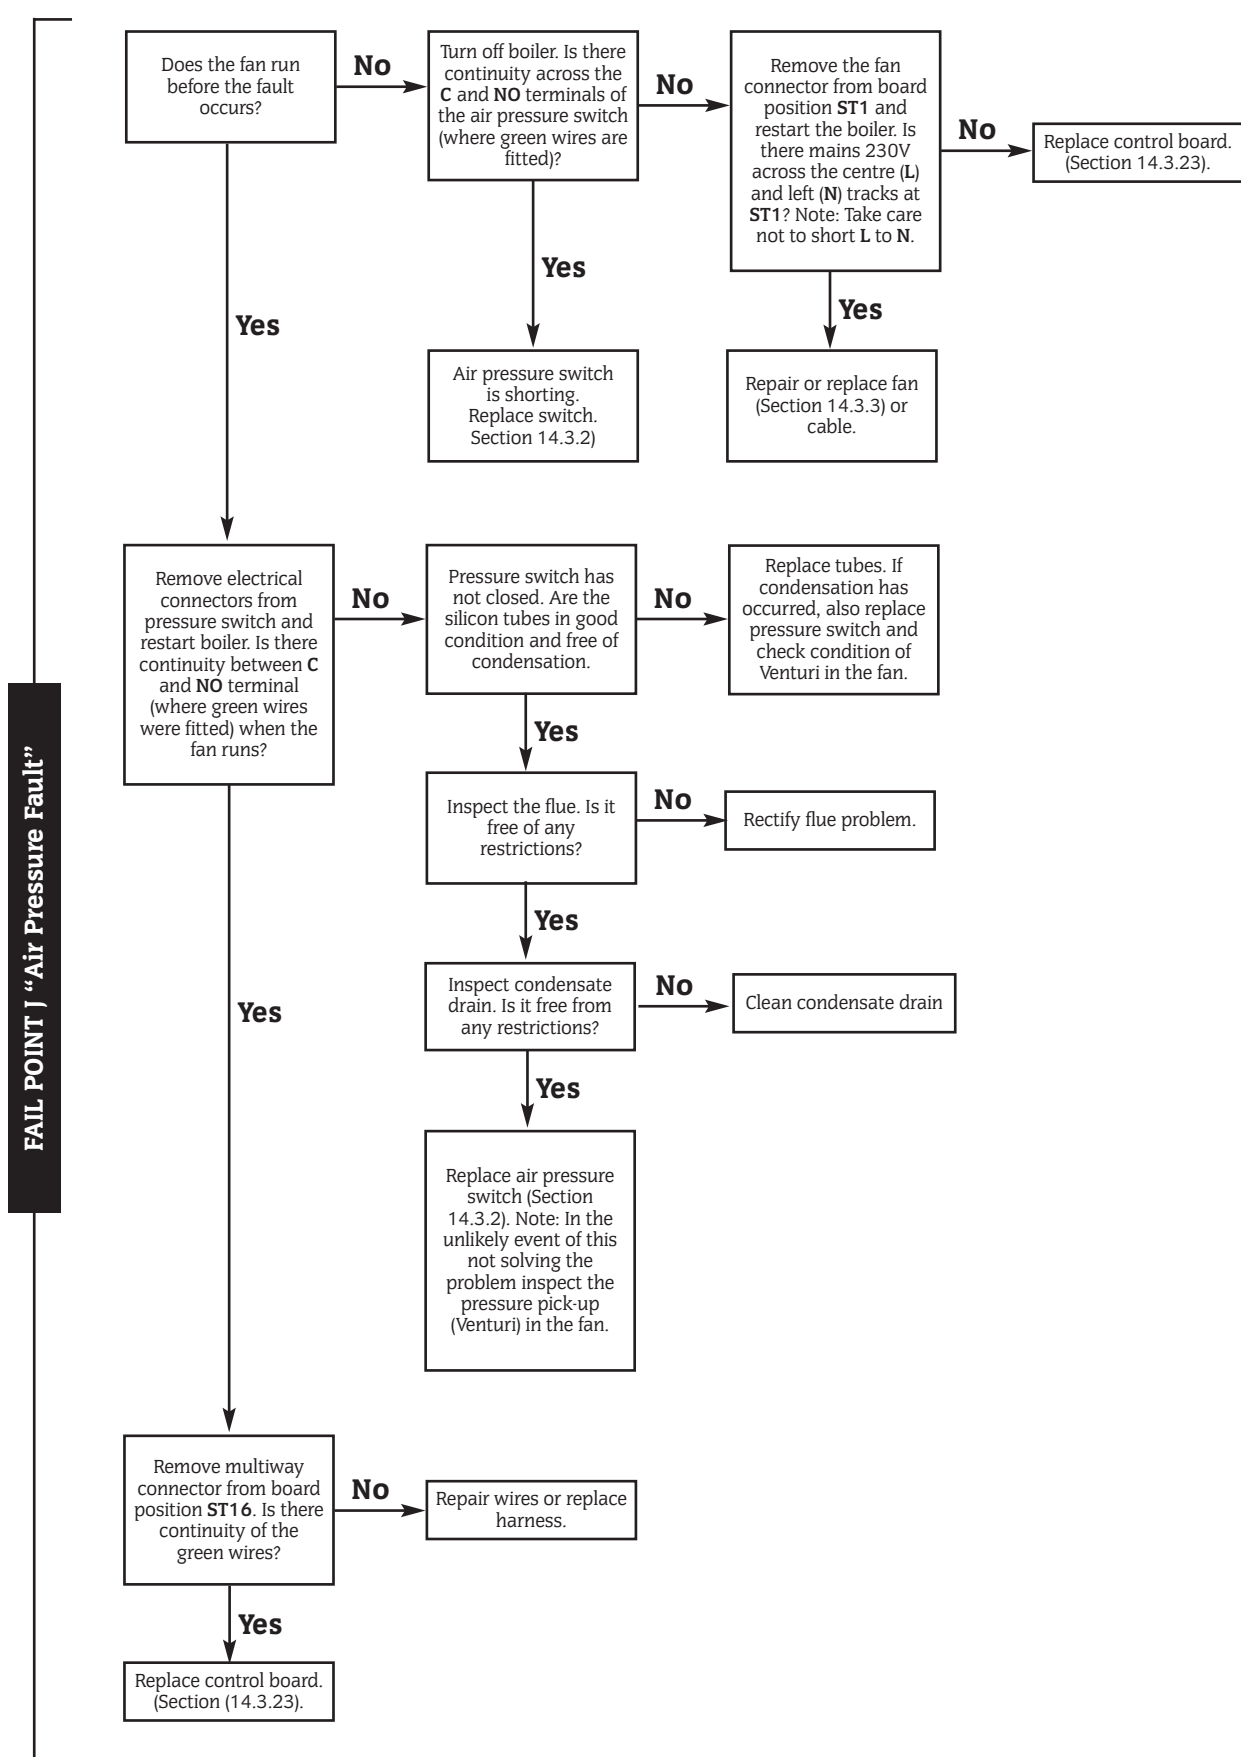 FAIL POINT J “Air Pressure Fault”
Does the fan run
before the fault
occurs?
No
Turn off boiler. Is there
continuity across the
C and NO terminals of
the air pressure switch
(where green wires are
fitted)?
No
Remove the fan
connector from board
position ST1 and
restart the boiler. Is
there mains 230V
across the centre (L)
and left (N) tracks at
ST1? Note: Take care
not to short L to N.
No
Replace control board.
(Section 14.3.23).
Yes
Yes
Yes
Air pressure switch
is shorting.
Replace switch.
Section 14.3.2)
Repair or replace fan
(Section 14.3.3) or
cable.
Remove electrical
connectors from
pressure switch and
restart boiler. Is there
continuity between C
and NO terminal
(where green wires
were fitted) when the
fan runs?
No
Pressure switch has
not closed. Are the
silicon tubes in good
condition and free of
condensation.
No
Replace tubes. If
condensation has
occurred, also replace
pressure switch and
check condition of
Venturi in the fan.
Yes
Inspect the flue. Is it
free of any
restrictions?
No
Rectify flue problem.
Yes
Inspect condensate
drain. Is it free from
any restrictions?
No
Clean condensate drain
Yes
Yes
Replace air pressure
switch (Section
14.3.2). Note: In the
unlikely event of this
not solving the
problem inspect the
pressure pick-up
(Venturi) in the fan.
Remove multiway
connector from board
position ST16. Is there
continuity of the
green wires?
No
Repair wires or replace
harness.
Yes
Replace control board.
(Section (14.3.23).